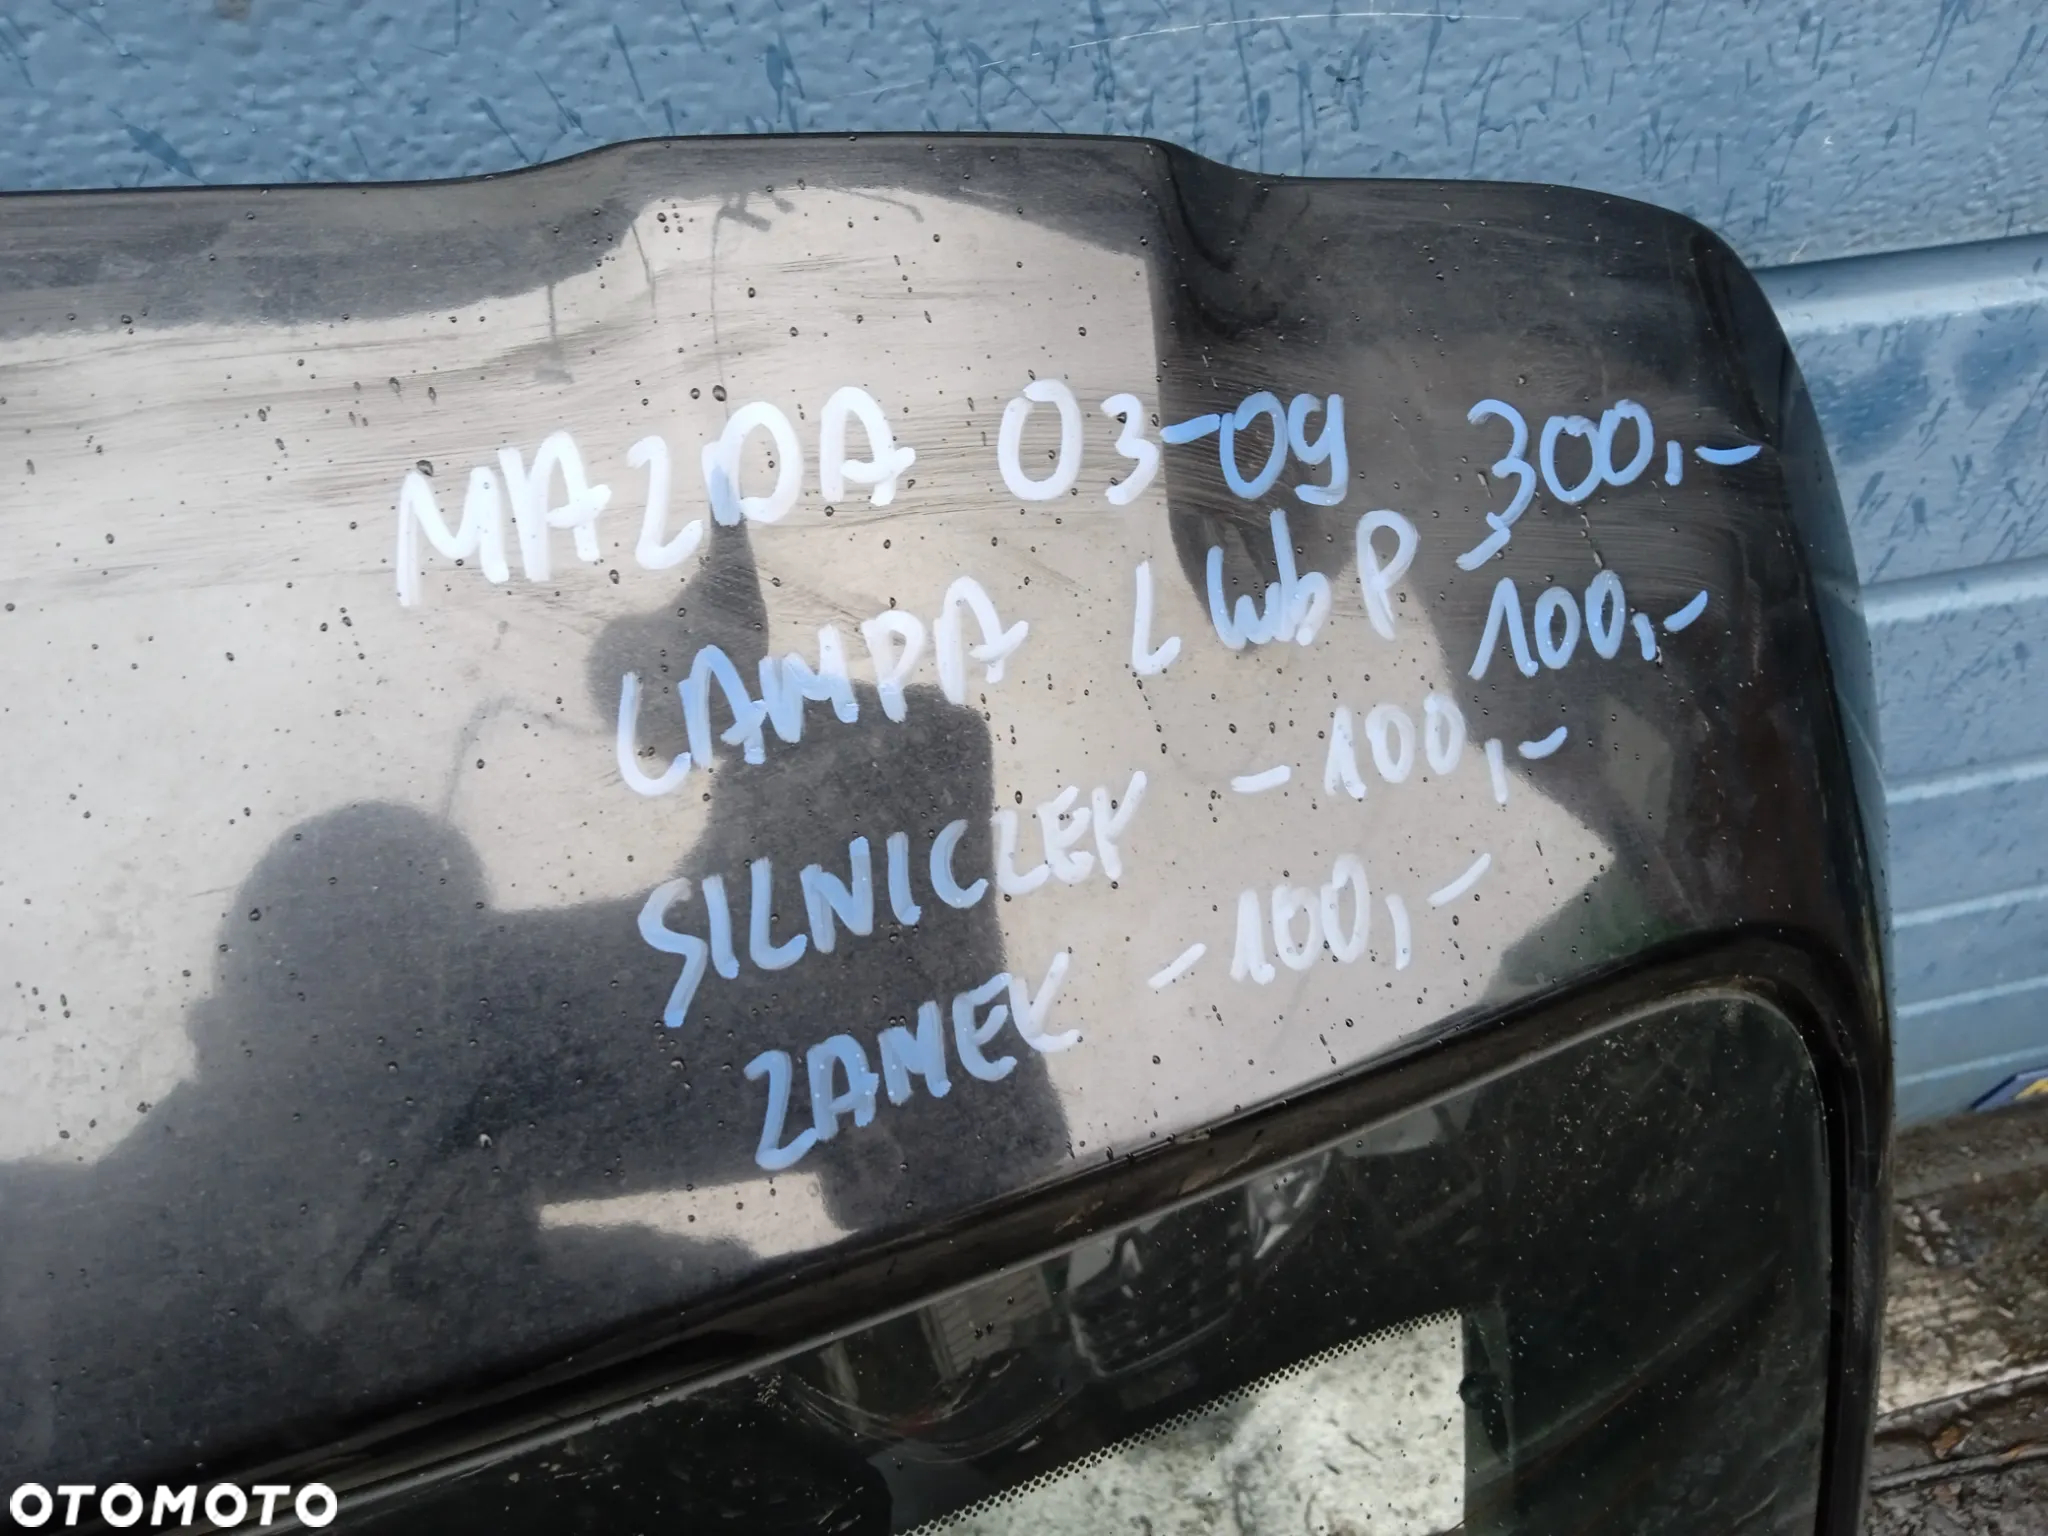 MAZDA 03-09 300,-
LAMPA L lub P - 100,-
SILNICZEK - 100,-
ZAMEK - 100,-
OTOMOTO